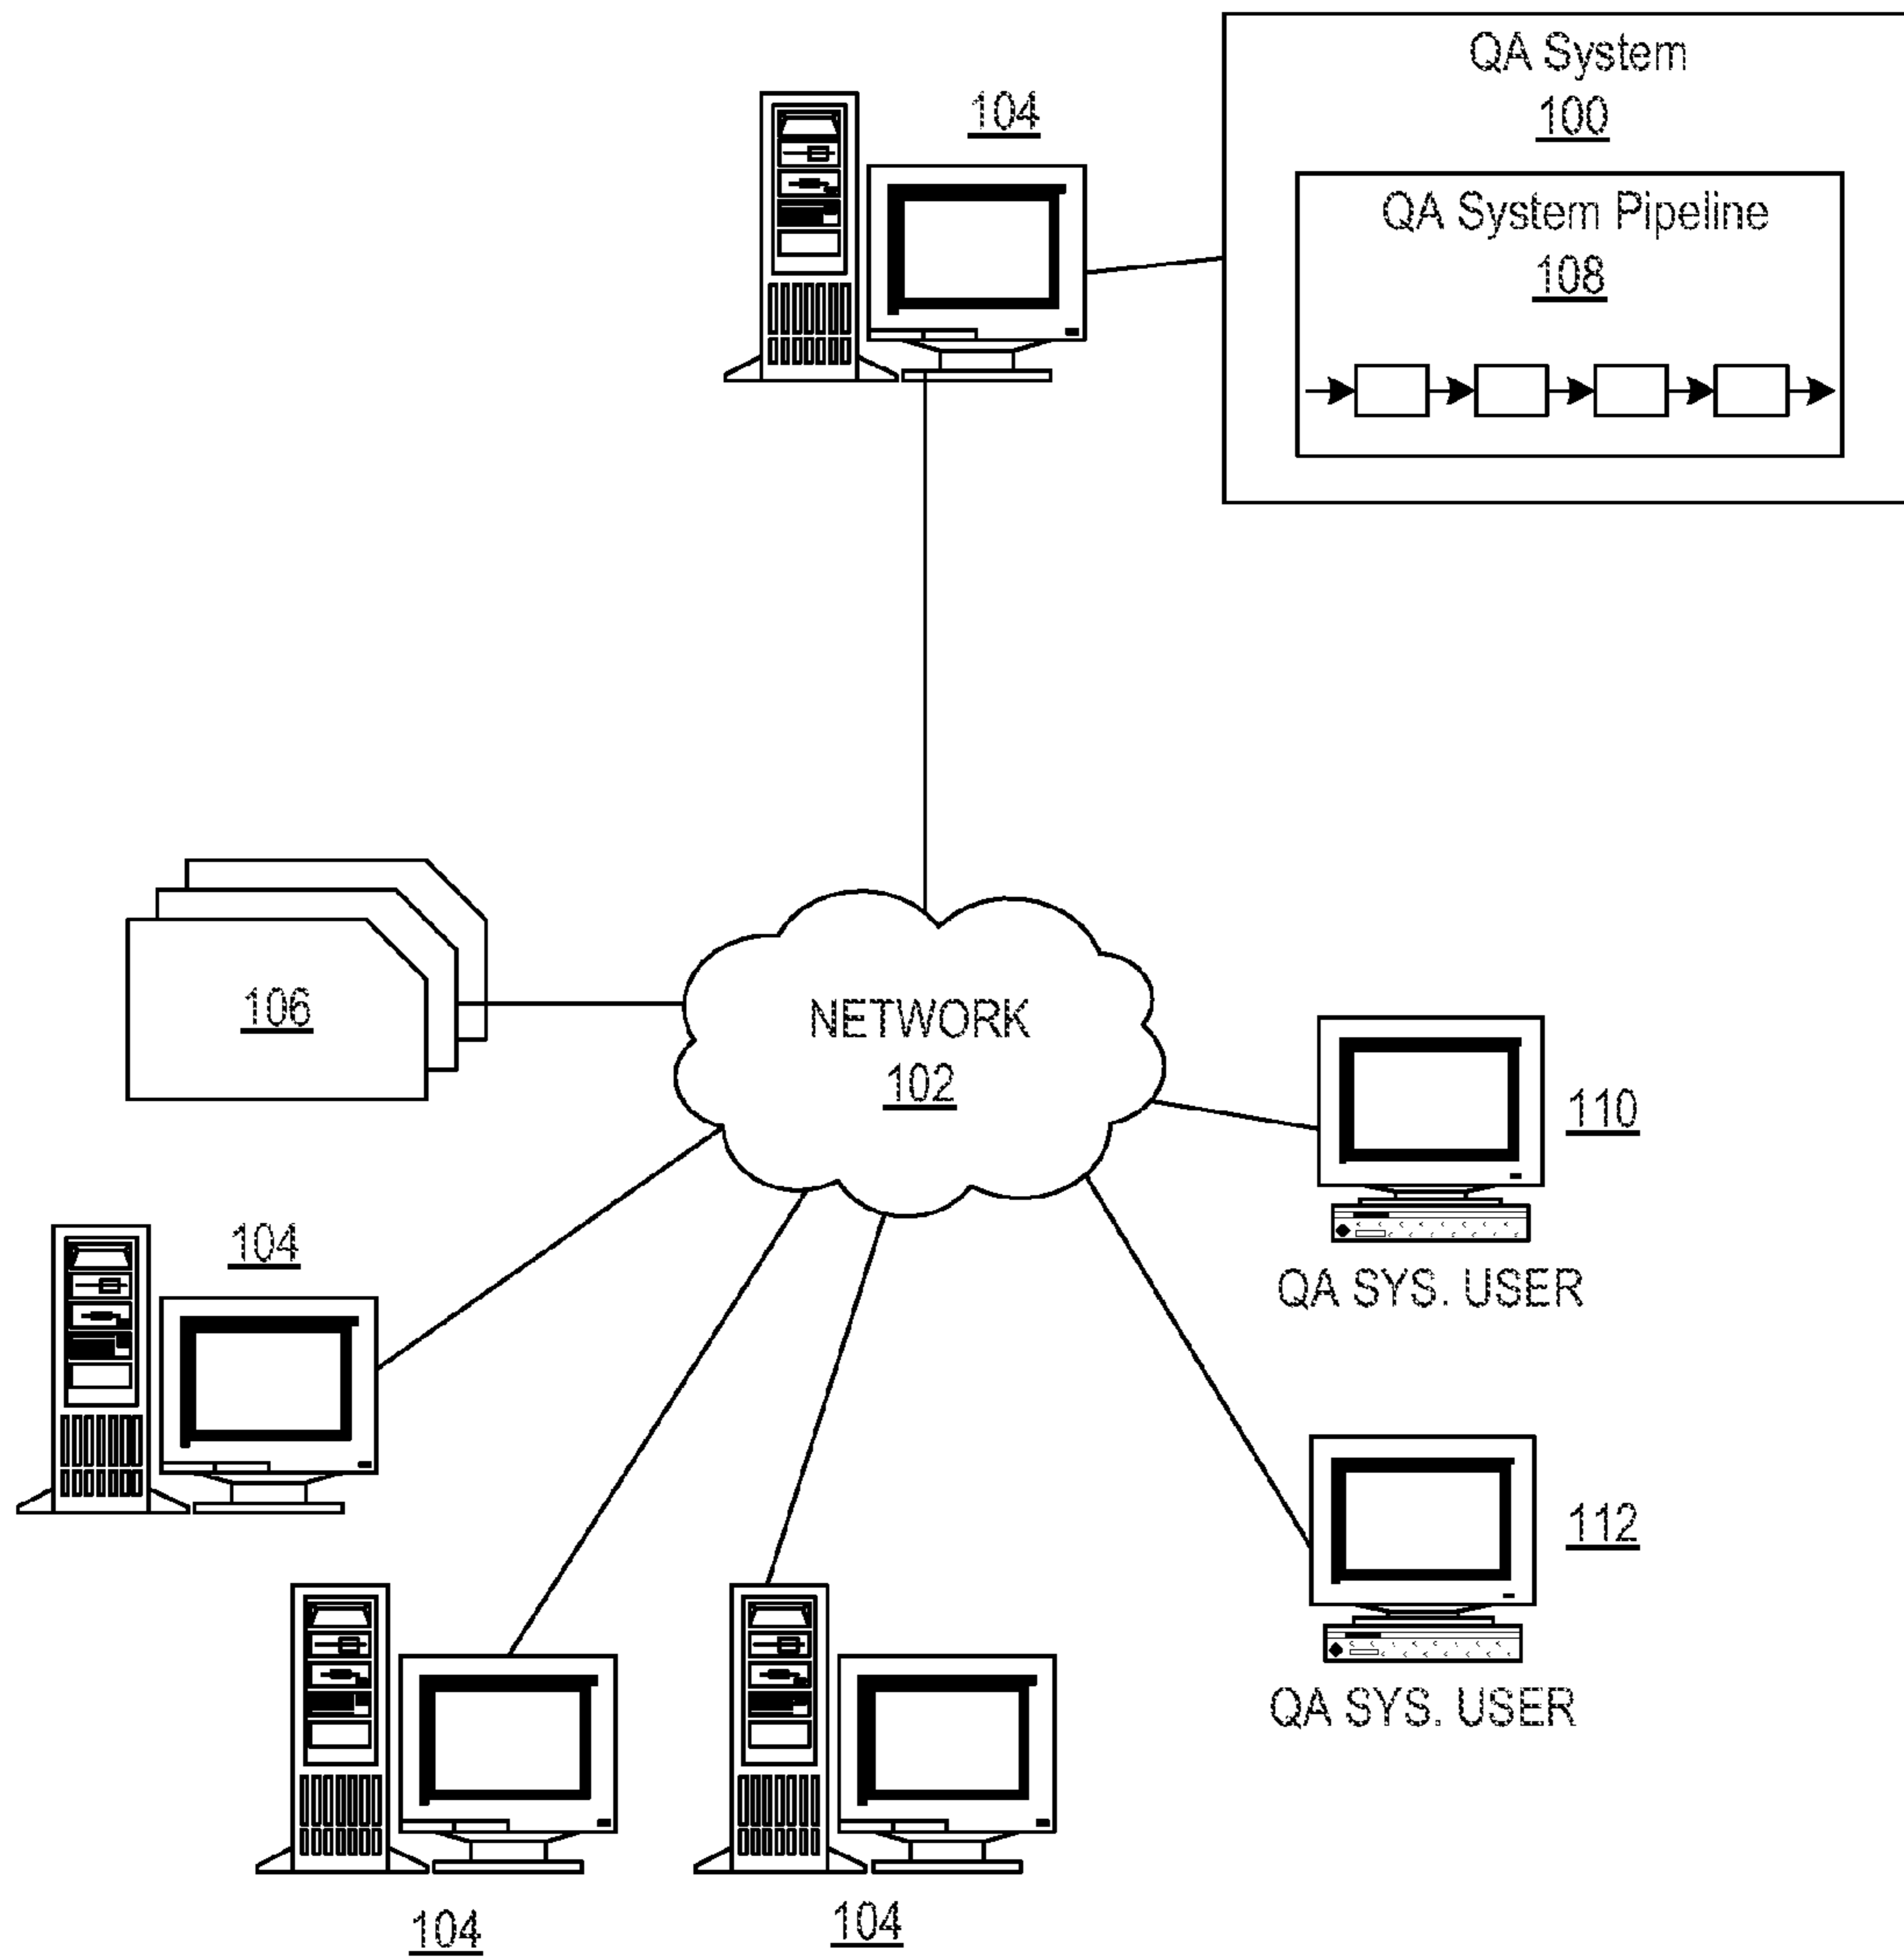 QA System
100
104
QA System Pipeline
108
106
NETWORK
102
110
QA SYS. USER
104
112
QA SYS. USER
104
104